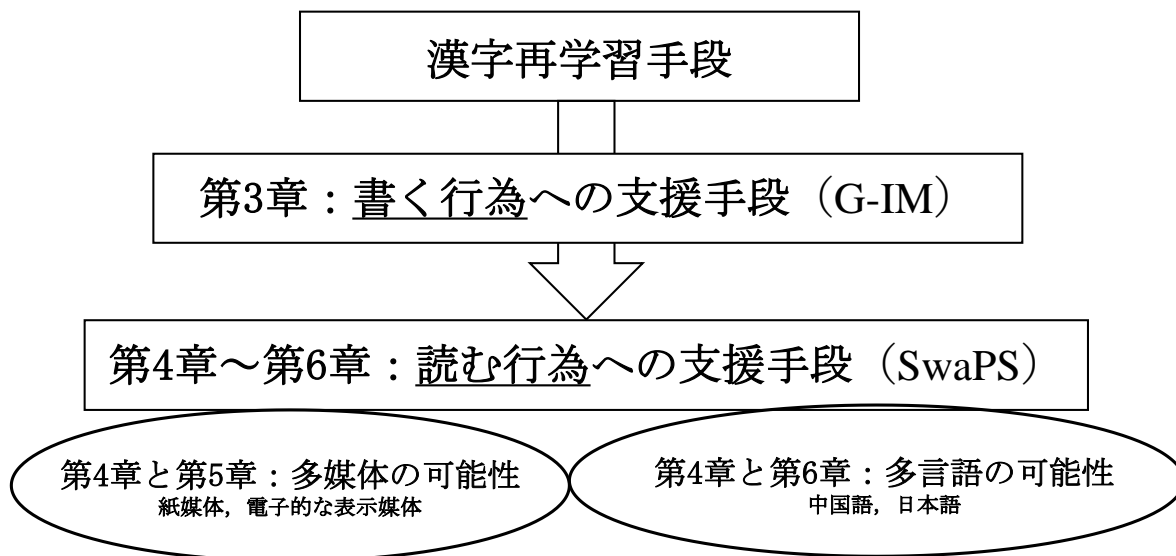 漢字再学習手段
第3章：書く行為への支援手段（G-IM）
第4章～第6章：読む行為への支援手段（SwaPS）
第4章と第5章：多媒体の可能性
紙媒体，電子的な表示媒体
第4章と第6章：多言語の可能性
中国語，日本語